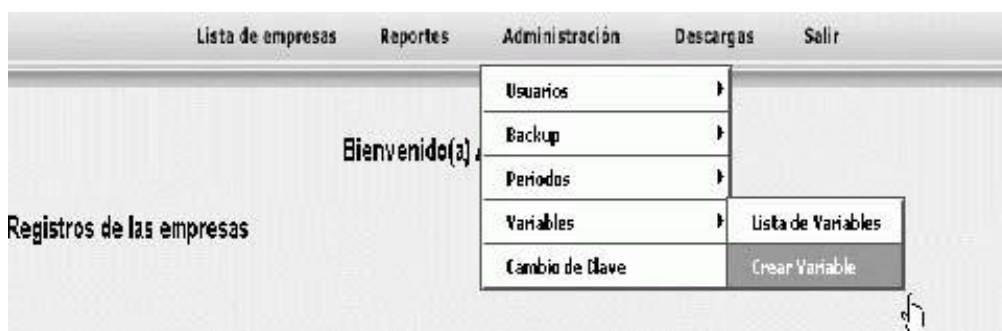 Lista de empresas Reportes Administración Descargas Salir
Usuarios
Backup
Bienvenido(a)
Periodos
Registros de las empresas
Variables Lista de Variables
Cambio de Clave Crear Variable